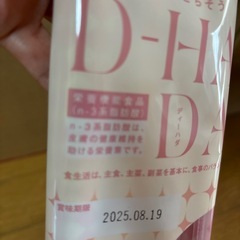 D-HA
栄養機能食品
(n-3系脂肪酸)
n-3系脂肪酸は、
皮膚の健康維持を
助ける栄養素です。
ディーハダ
DA
食生活は、主食、主菜、副菜を基本に、食事のバラ
賞味期限
2025.08.19